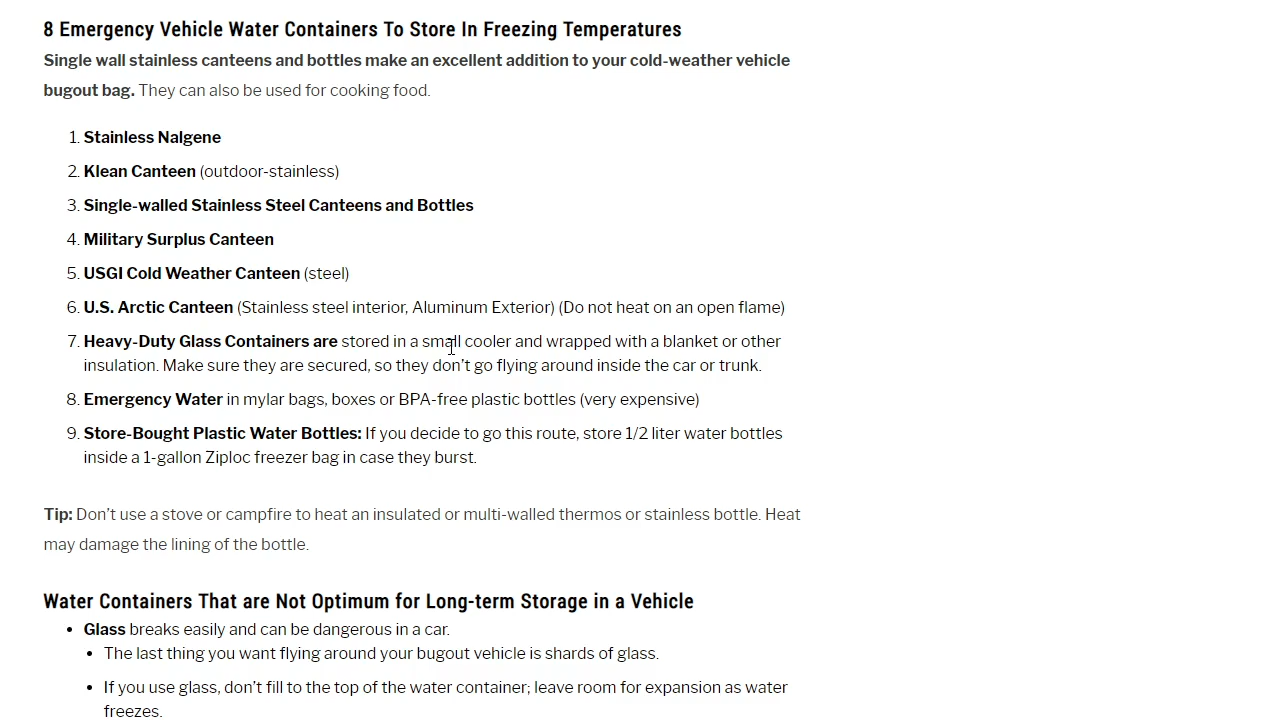 8 Emergency Vehicle Water Containers To Store In Freezing Temperatures
Single wall stainless canteens and bottles make an excellent addition to your cold-weather vehicle
bugout bag. They can also be used for cooking food.
1. Stainless Nalgene
2. Klean Canteen (outdoor-stainless)
3. Single-walled Stainless Steel Canteens and Bottles
4. Military Surplus Canteen
5. USGI Cold Weather Canteen (steel)
6. U.S. Arctic Canteen (Stainless steel interior, Aluminum Exterior) (Do not heat on an open flame)
7. Heavy-Duty Glass Containers are stored in a small cooler and wrapped with a blanket or other
insulation. Make sure they are secured, so they don't go flying around inside the car or trunk.
8. Emergency Water in mylar bags, boxes or BPA-free plastic bottles (very expensive)
9. Store-Bought Plastic Water Bottles: If you decide to go this route, store 1/2 liter water bottles
inside a 1-gallon Ziploc freezer bag in case they burst.
Tip: Don't use a stove or campfire to heat an insulated or multi-walled thermos or stainless bottle. Heat
may damage the lining of the bottle.
Water Containers That are Not Optimum for Long-term Storage in a Vehicle
• Glass breaks easily and can be dangerous in a car.
• The last thing you want flying around your bugout vehicle is shards of glass.
• If you use glass, don't fill to the top of the water container; leave room for expansion as water
freezes.